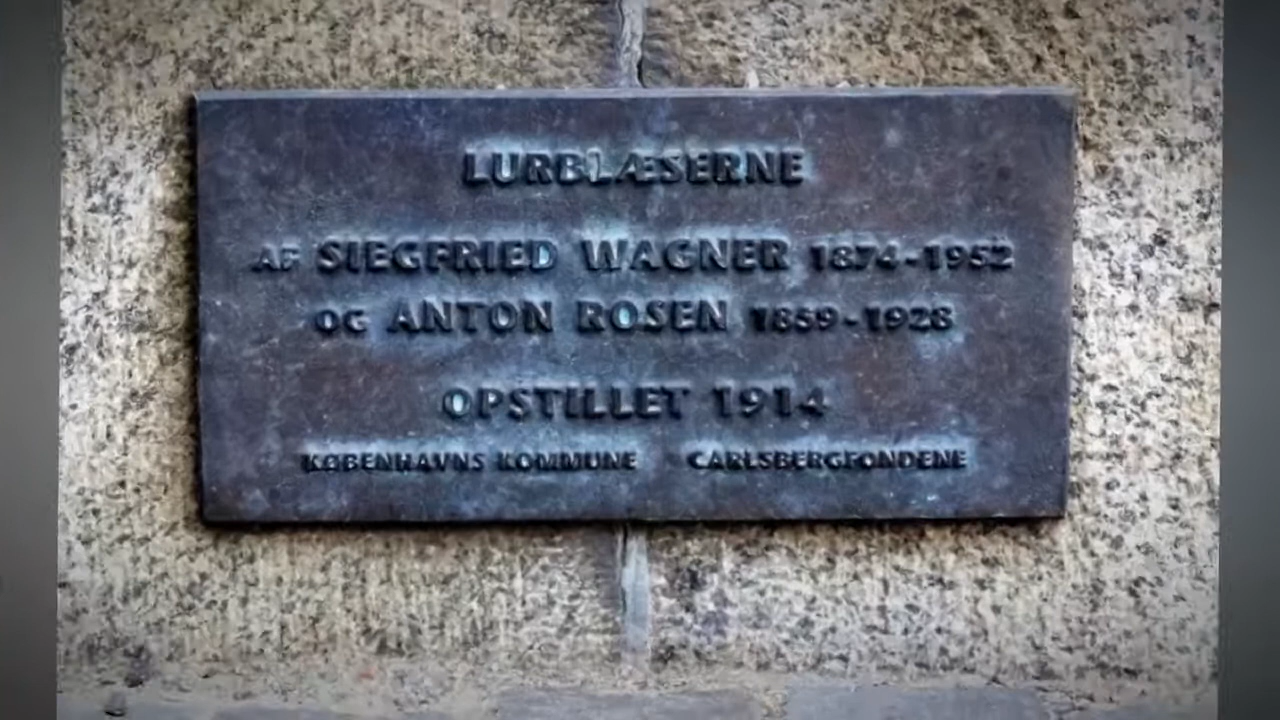 LURBLÆSERNE
AF SIEGFRIED WAGNER 1874-1952
OG ANTON ROSEN 1859-1928
OPSTILLET 1914
KØBENHAVNS KOMMUNE CARLSBERGFONDENE